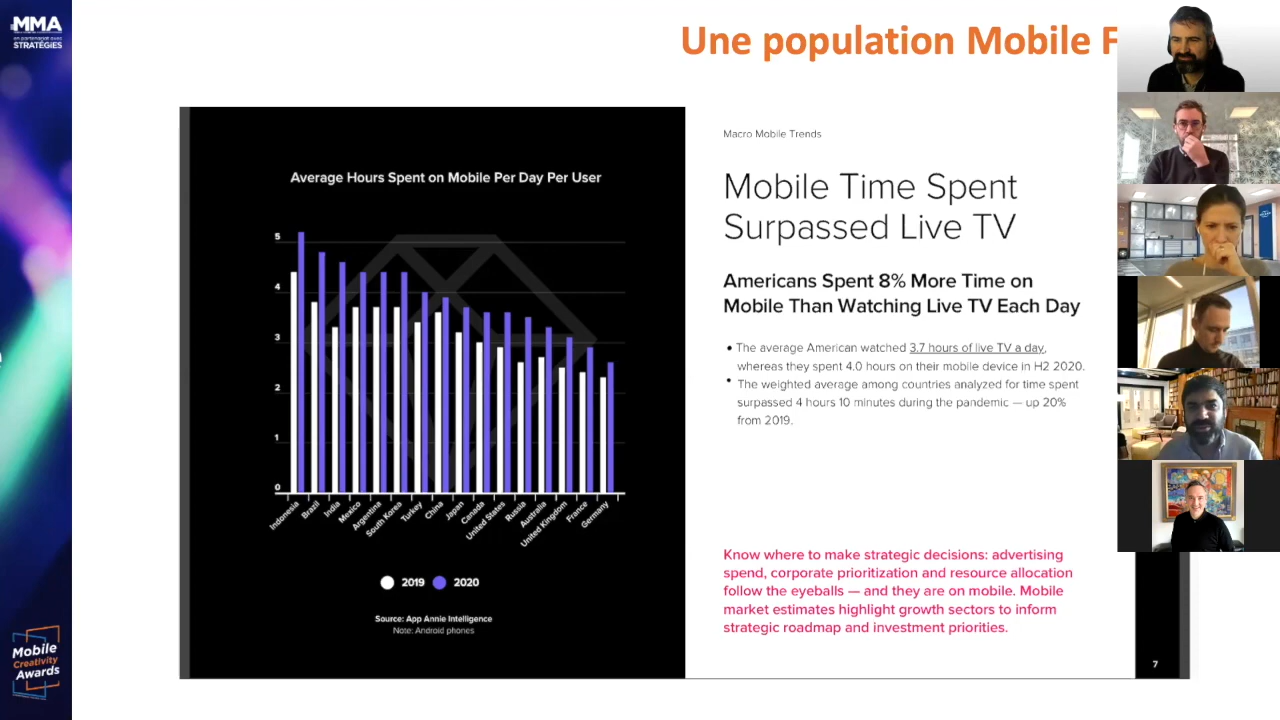 MMA
en partenariat avec
STRATÉGIES
Une population Mobile F
Average Hours Spent on Mobile Per Day Per User
5
4
3
2
1
0
Indonesia
Brazil
India
Mexico
Argentina
South Korea
Turkey
China
Japan
Canada
United States
Russia
Australia
United Kingdom
France
Germany
2019
2020
Source: App Annie Intelligence
Note: Android phones
Macro Mobile Trends
Mobile Time Spent
Surpassed Live TV
Americans Spent 8% More Time on
Mobile Than Watching Live TV Each Day
• The average American watched 3.7 hours of live TV a day,
whereas they spent 4.0 hours on their mobile device in H2 2020.
• The weighted average among countries analyzed for time spent
surpassed 4 hours 10 minutes during the pandemic — up 20%
from 2019.
Know where to make strategic decisions: advertising
spend, corporate prioritization and resource allocation
follow the eyeballs — and they are on mobile. Mobile
market estimates highlight growth sectors to inform
strategic roadmap and investment priorities.
7
Mobile
Creativity
Awards